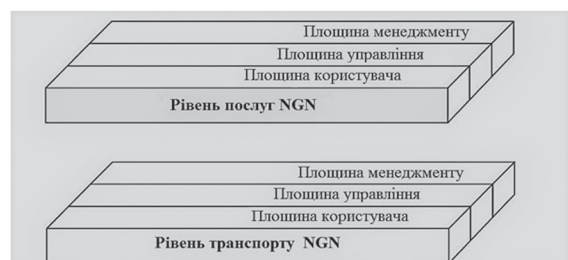 Площина менеджменту
Площина управління
Площина користувача
Рівень послуг NGN
Площина менеджменту
Площина управління
Площина користувача
Рівень транспорту NGN